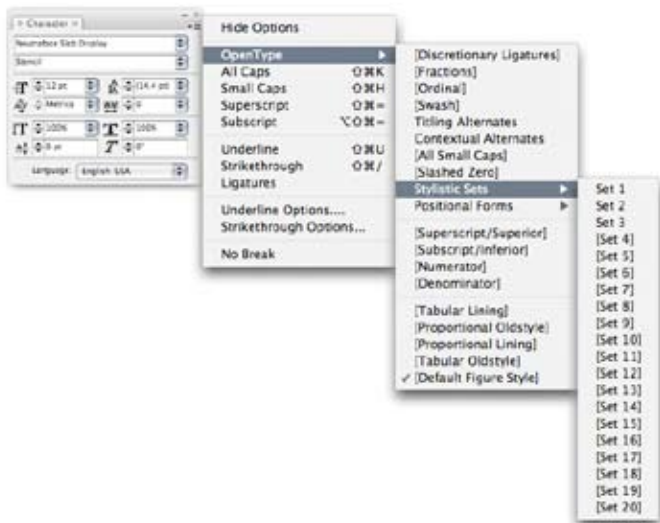 Character ×
Neutraface Slab Display
Stencil
12 pt
(14.4 pt)
Metrics
0
100%
100%
0 pt
0°
Language: English: USA
Hide Options
OpenType
All Caps ⇧⌘K
Small Caps ⇧⌘H
Superscript ⇧⌘=
Subscript ⌥⇧⌘=
Underline ⇧⌘U
Strikethrough ⇧⌘/
Ligatures
Underline Options....
Strikethrough Options...
No Break
[Discretionary Ligatures]
[Fractions]
[Ordinal]
[Swash]
Titling Alternates
Contextual Alternates
[All Small Caps]
[Slashed Zero]
Stylistic Sets
Positional Forms
[Superscript/Superior]
[Subscript/Inferior]
[Numerator]
[Denominator]
[Tabular Lining]
[Proportional Oldstyle]
[Proportional Lining]
[Tabular Oldstyle]
✓ [Default Figure Style]
Set 1
Set 2
Set 3
[Set 4]
[Set 5]
[Set 6]
[Set 7]
[Set 8]
[Set 9]
[Set 10]
[Set 11]
[Set 12]
[Set 13]
[Set 14]
[Set 15]
[Set 16]
[Set 17]
[Set 18]
[Set 19]
[Set 20]